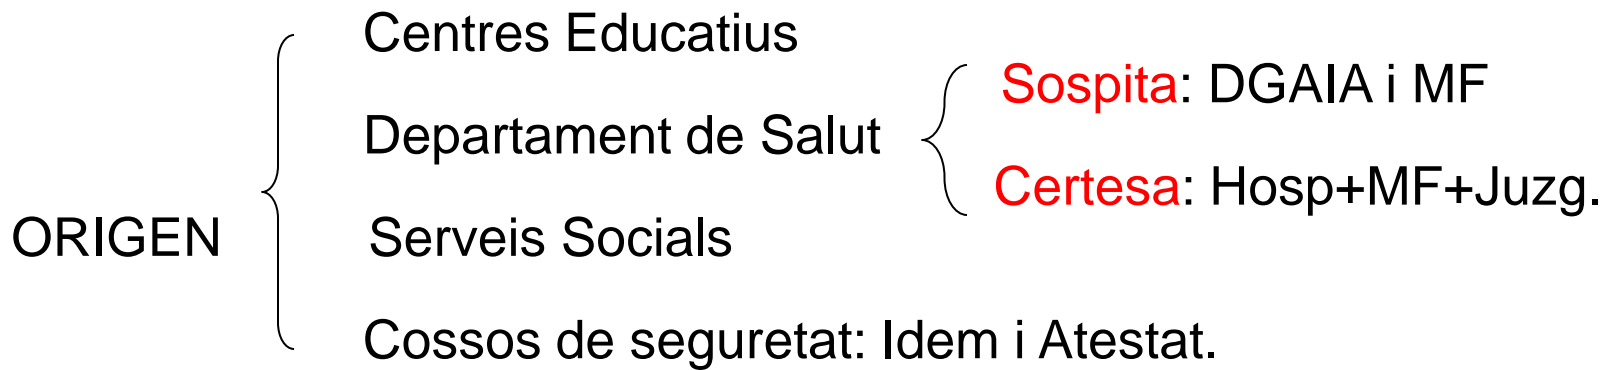 Centres Educatius
Sospita: DGAIA i MF
Departament de Salut
Certesa: Hosp+MF+Juzg.
ORIGEN
Serveis Socials
Cossos de seguretat: Idem i Atestat.